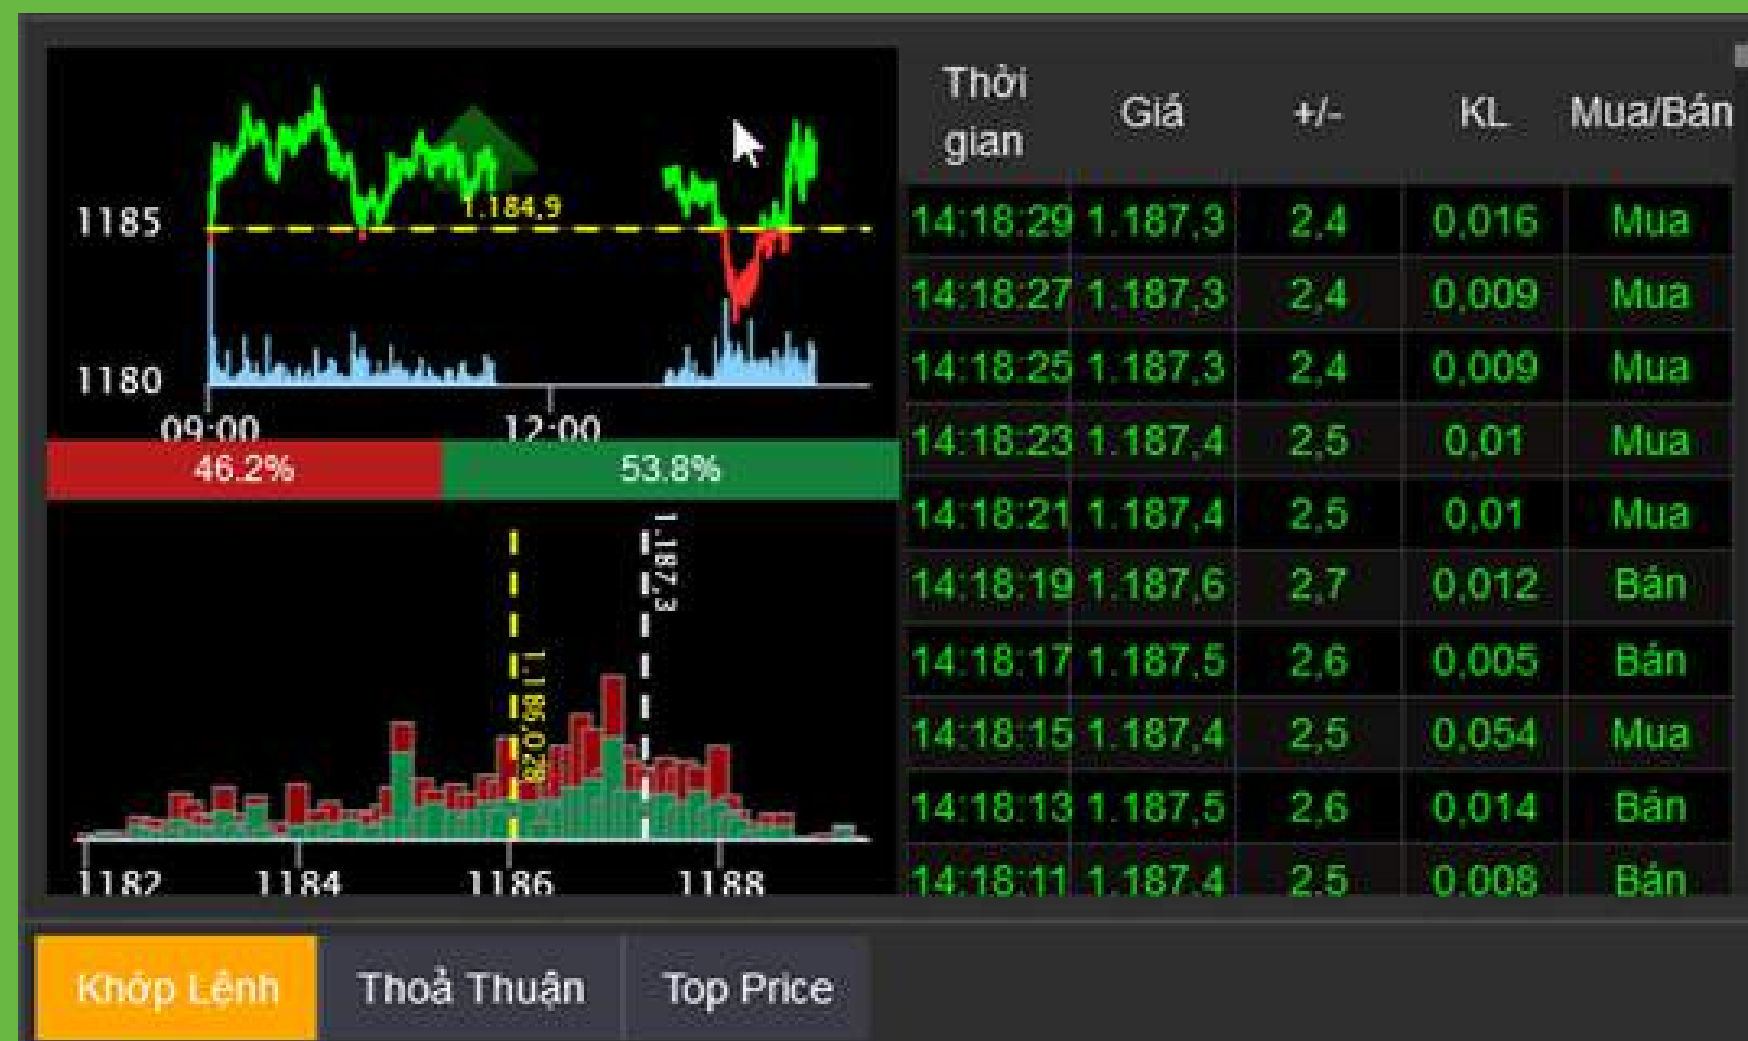 1185
1.184,9
1180
09:00 12:00
46.2% 53.8%
1.187,3
1.186,028
1182 1184 1186 1188
Thời gian Giá +/- KL Mua/Bán
14:18:29 1.187,3 2,4 0,016 Mua
14:18:27 1.187,3 2,4 0,009 Mua
14:18:25 1.187,3 2,4 0,009 Mua
14:18:23 1.187,4 2,5 0,01 Mua
14:18:21 1.187,4 2,5 0,01 Mua
14:18:19 1.187,6 2,7 0,012 Bán
14:18:17 1.187,5 2,6 0,005 Bán
14:18:15 1.187,4 2,5 0,054 Mua
14:18:13 1.187,5 2,6 0,014 Bán
14:18:11 1.187,4 2,5 0,008 Bán
Khớp Lệnh Thoả Thuận Top Price